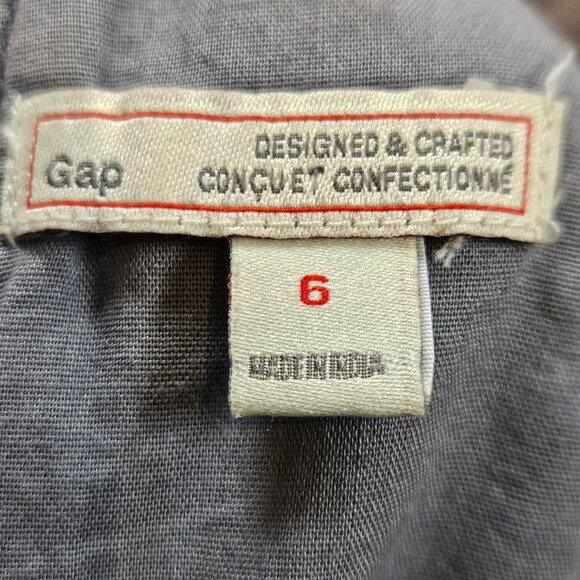 Gap
DESIGNED & CRAFTED
CONÇU ET CONFECTIONNÉ
6
MADE IN INDIA